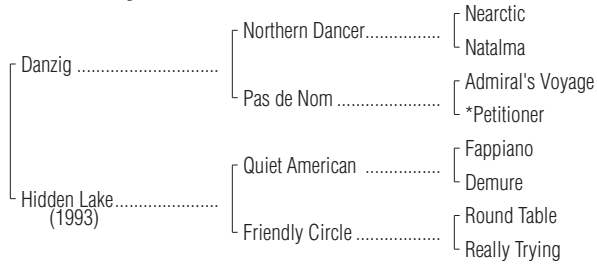 Nearctic
Northern Dancer..................
Natalma
Danzig ............................
Admiral's Voyage
Pas de Nom .....................
*Petitioner
Fappiano
Quiet American ...............
Demure
Hidden Lake.....................
(1993)
Round Table
Friendly Circle .................
Really Trying